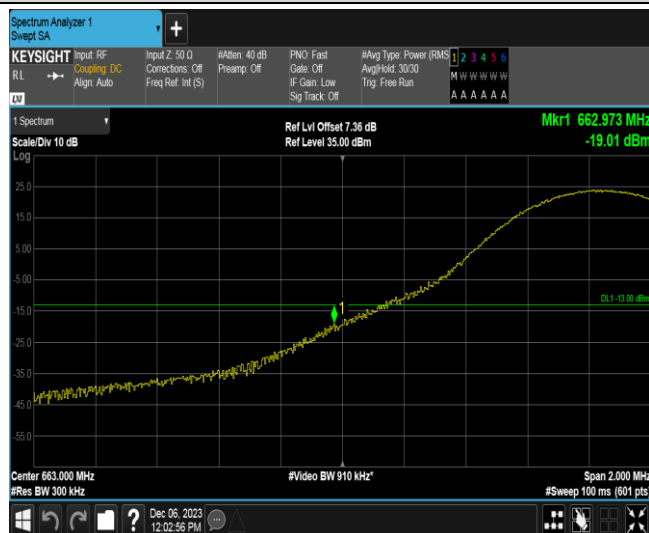 Spectrum Analyzer 1
Swept SA
+
KEYSIGHT Input: RF Input Z: 50 Ω #Atten: 40 dB PNO: Fast #Avg Type: Power (RMS 1 2 3 4 5 6
RL Coupling: DC Corrections: Off Preamp: Off Gate: Off Avg|Hold: 30/30 M W W W W W
Align: Auto Freq Ref: Int (S) IF Gain: Low Trig: Free Run
LXI Sig Track: Off A A A A A A
1 Spectrum Ref Lvl Offset 7.36 dB Mkr1 662.973 MHz
Scale/Div 10 dB Ref Level 35.00 dBm -19.01 dBm
Log
25.0
15.0
5.00
-5.00
DL1 -13.00 dBm
1
-15.0
-25.0
-35.0
-45.0
-55.0
Center 663.000 MHz #Video BW 910 kHz* Span 2.000 MHz
#Res BW 300 kHz #Sweep 100 ms (601 pts)
? Dec 06, 2023
12:02:56 PM